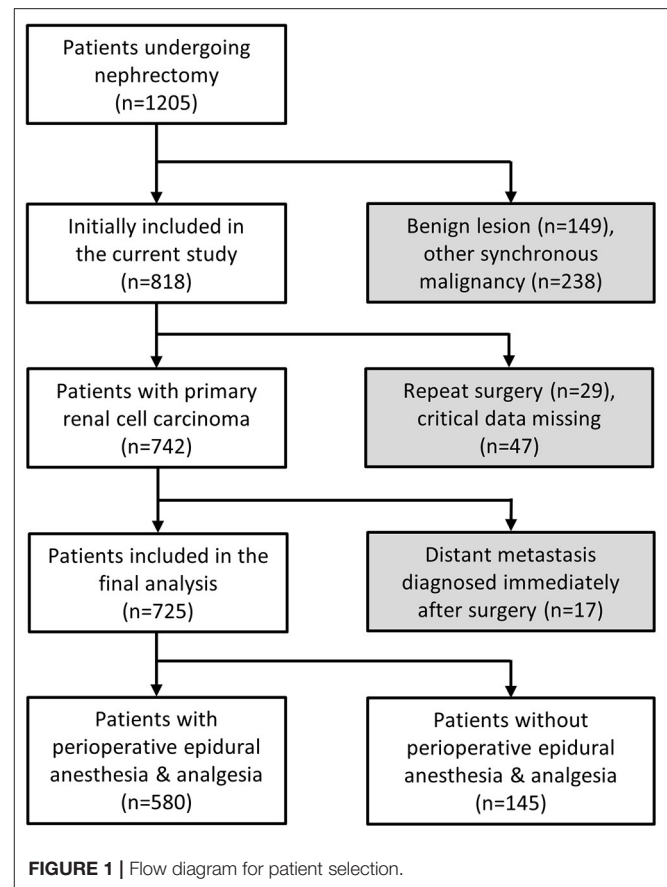 Patients undergoing
nephrectomy
(n=1205)
Initially included in
the current study
(n=818)
Benign lesion (n=149),
other synchronous
malignancy (n=238)
Patients with primary
renal cell carcinoma
(n=742)
Repeat surgery (n=29),
critical data missing
(n=47)
Patients included in the
final analysis
(n=725)
Distant metastasis
diagnosed immediately
after surgery (n=17)
Patients with
perioperative epidural
anesthesia & analgesia
(n=580)
Patients without
perioperative epidural
anesthesia & analgesia
(n=145)
FIGURE 1 | Flow diagram for patient selection.